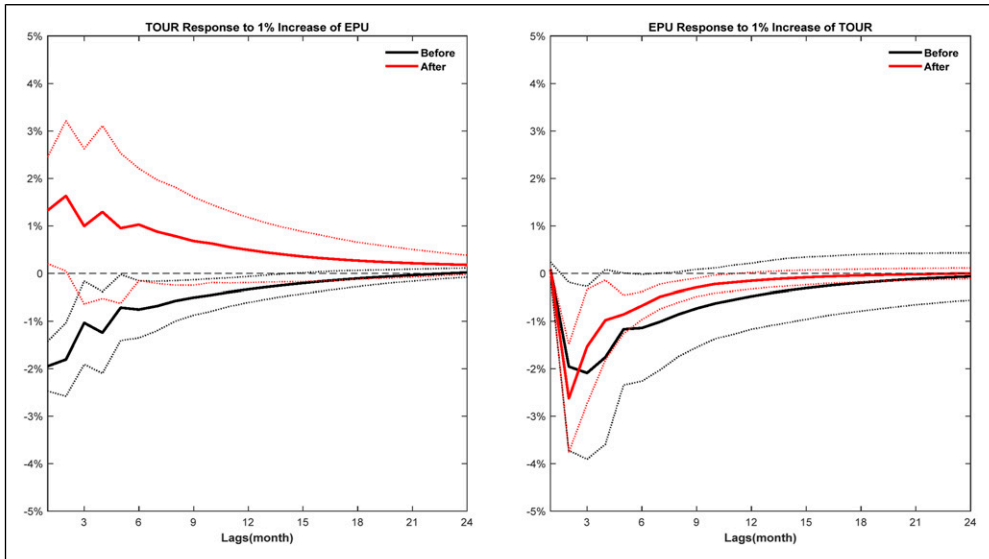 TOUR Response to 1% Increase of EPU
5%
4%
3%
2%
1%
0
-1%
-2%
-3%
-4%
-5%
3 6 9 12 15 18 21 24
Lags(month)
Before
After
EPU Response to 1% Increase of TOUR
5%
4%
3%
2%
1%
0
-1%
-2%
-3%
-4%
-5%
3 6 9 12 15 18 21 24
Lags(month)
Before
After